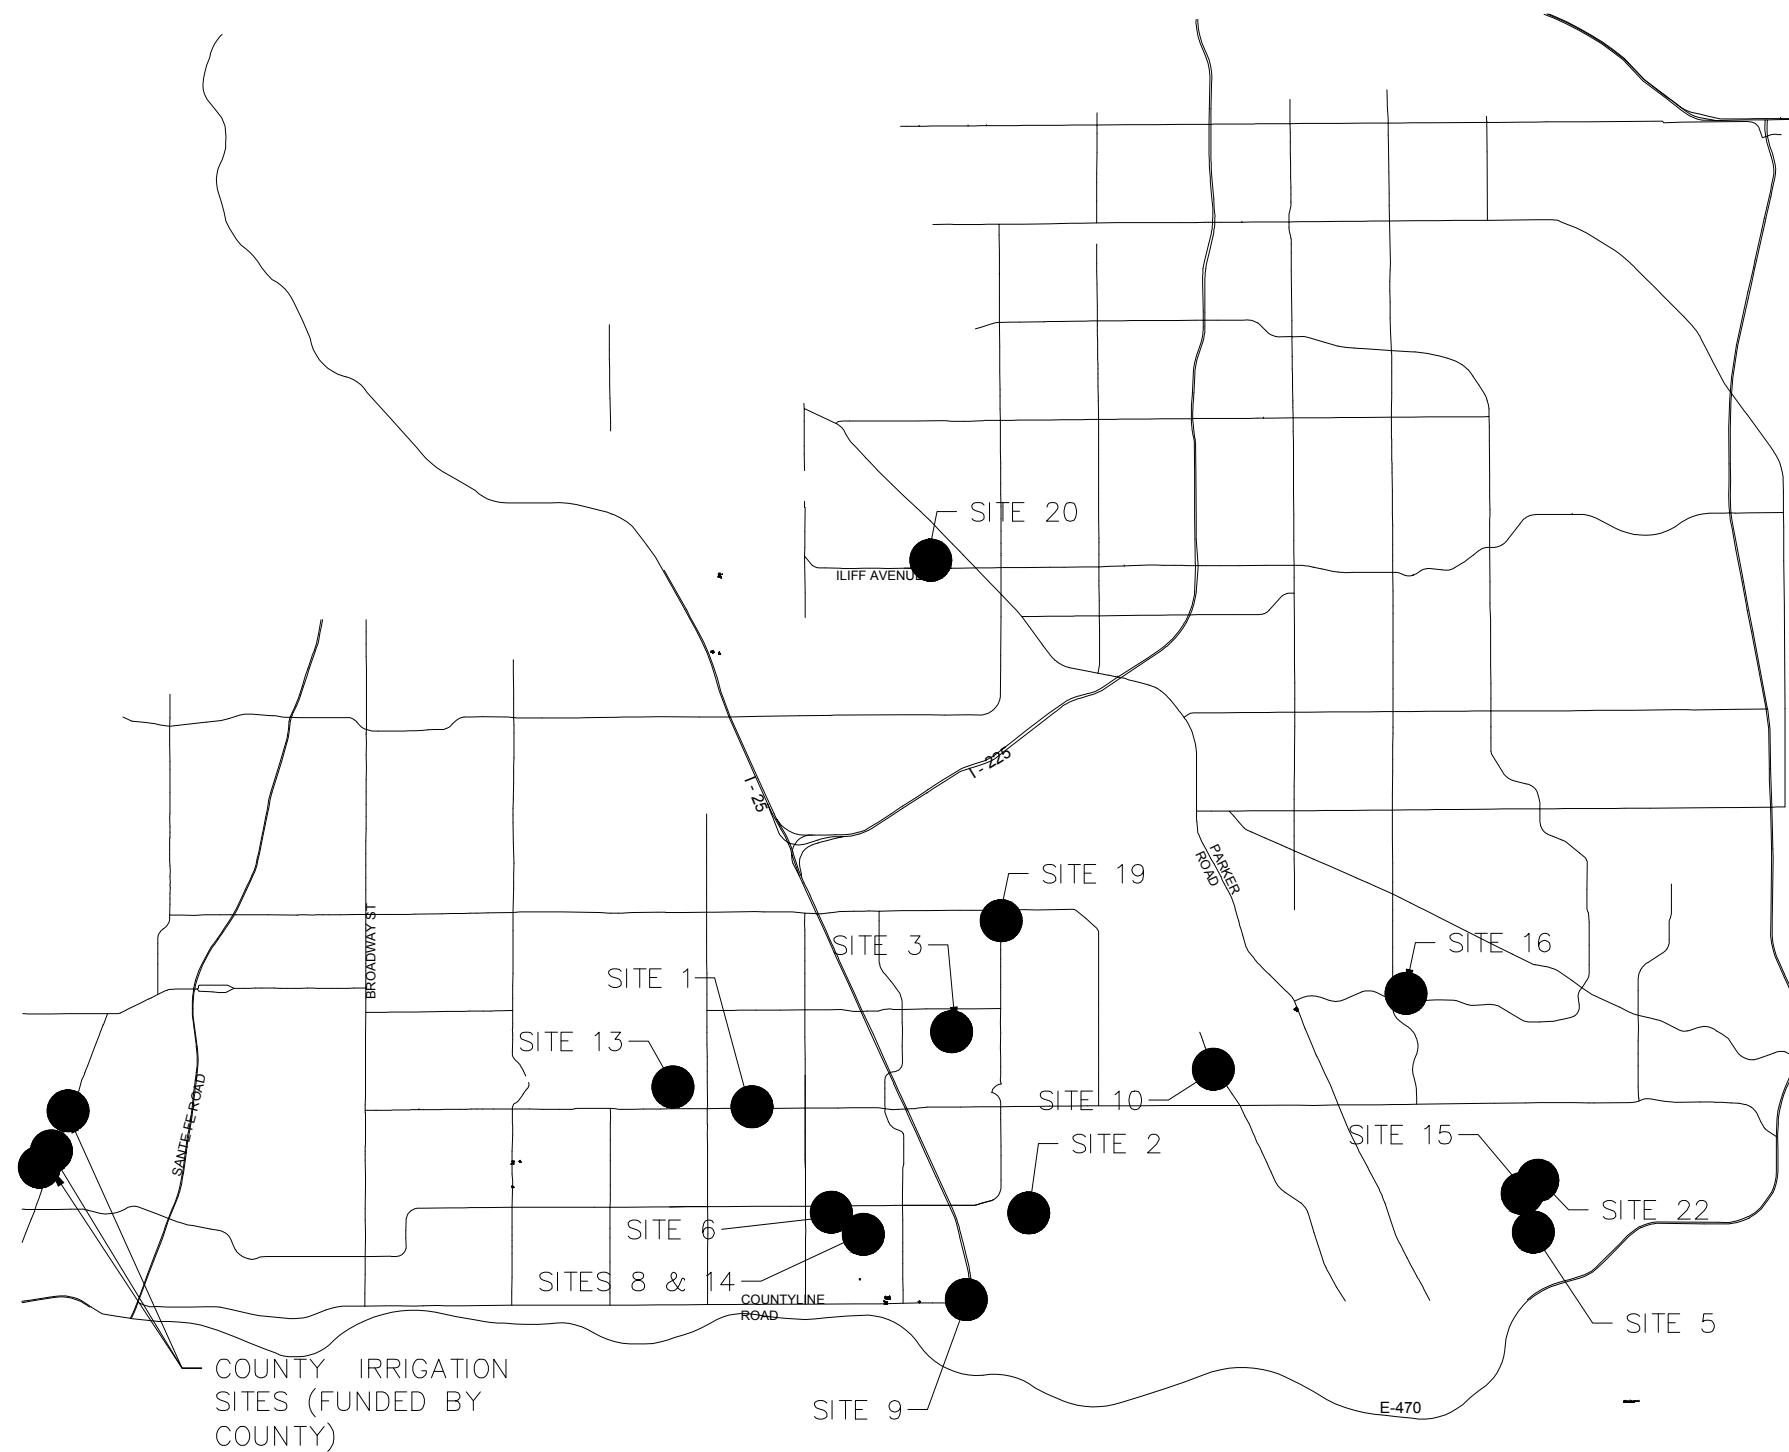 SITE 20
ILIFF AVENUE
I - 225
I - 25
PARKER
ROAD
SITE 19
BROADWAY ST
SITE 3
SITE 16
SITE 1
SITE 13
SITE 10
SANTE FE ROAD
SITE 15
SITE 2
SITE 22
SITE 6
SITES 8 & 14
COUNTYLINE
ROAD
SITE 5
COUNTY IRRIGATION
SITES (FUNDED BY
COUNTY)
SITE 9
E-470